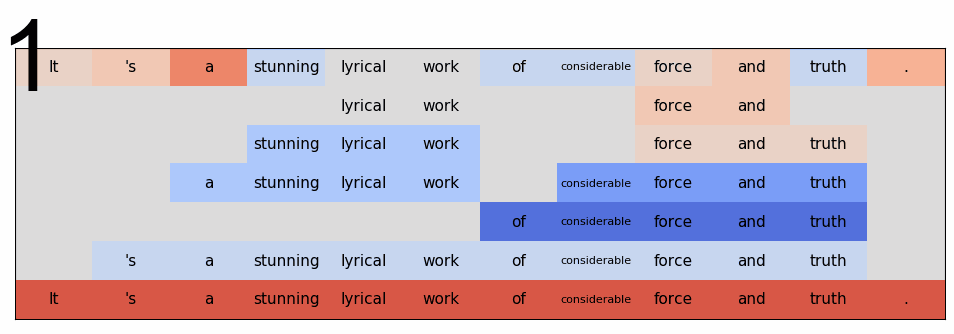 1
It 's a stunning lyrical work of considerable force and truth .
lyrical work force and
stunning lyrical work force and truth
a stunning lyrical work considerable force and truth
of considerable force and truth
's a stunning lyrical work of considerable force and truth
It 's a stunning lyrical work of considerable force and truth .